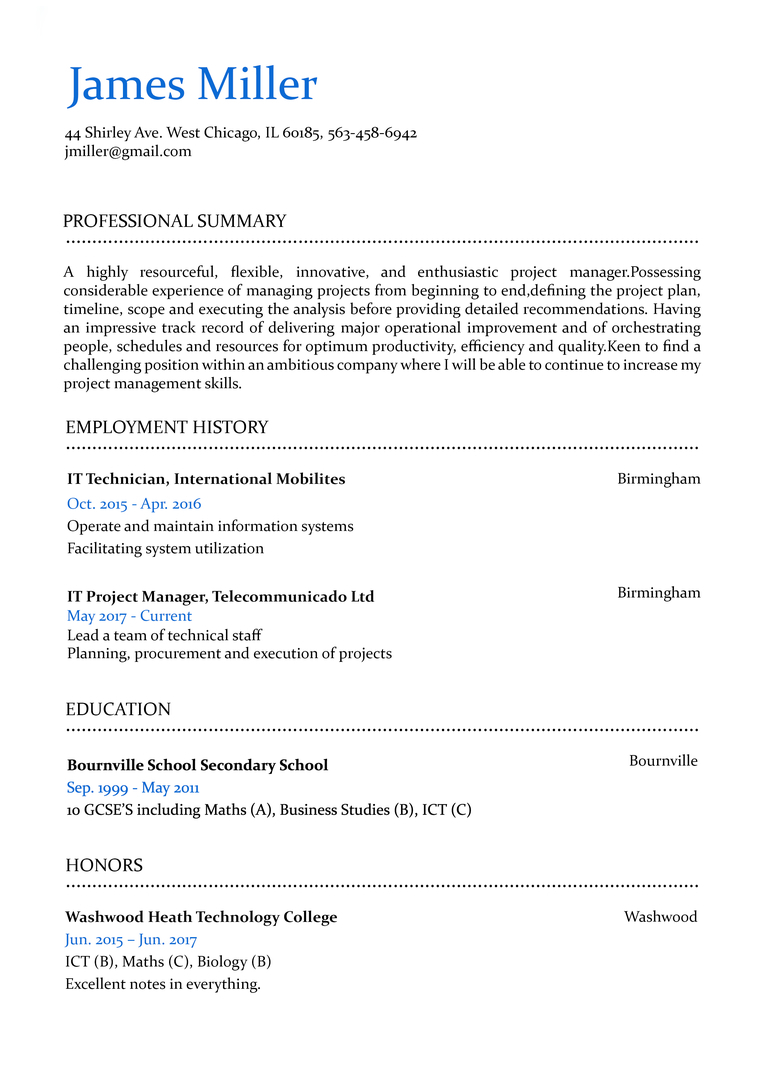 James Miller
44 Shirley Ave. West Chicago, IL 60185, 563-458-6942
jmiller@gmail.com
PROFESSIONAL SUMMARY
A highly resourceful, flexible, innovative, and enthusiastic project manager.Possessing
considerable experience of managing projects from beginning to end,defining the project plan,
timeline, scope and executing the analysis before providing detailed recommendations. Having
an impressive track record of delivering major operational improvement and of orchestrating
people, schedules and resources for optimum productivity, efficiency and quality.Keen to find a
challenging position within an ambitious company where I will be able to continue to increase my
project management skills.
EMPLOYMENT HISTORY
IT Technician, International Mobilites Birmingham
Oct. 2015 - Apr. 2016
Operate and maintain information systems
Facilitating system utilization
IT Project Manager, Telecommunicado Ltd Birmingham
May 2017 - Current
Lead a team of technical staff
Planning, procurement and execution of projects
EDUCATION
Bournville School Secondary School Bournville
Sep. 1999 - May 2011
10 GCSE'S including Maths (A), Business Studies (B), ICT (C)
HONORS
Washwood Heath Technology College Washwood
Jun. 2015 – Jun. 2017
ICT (B), Maths (C), Biology (B)
Excellent notes in everything.